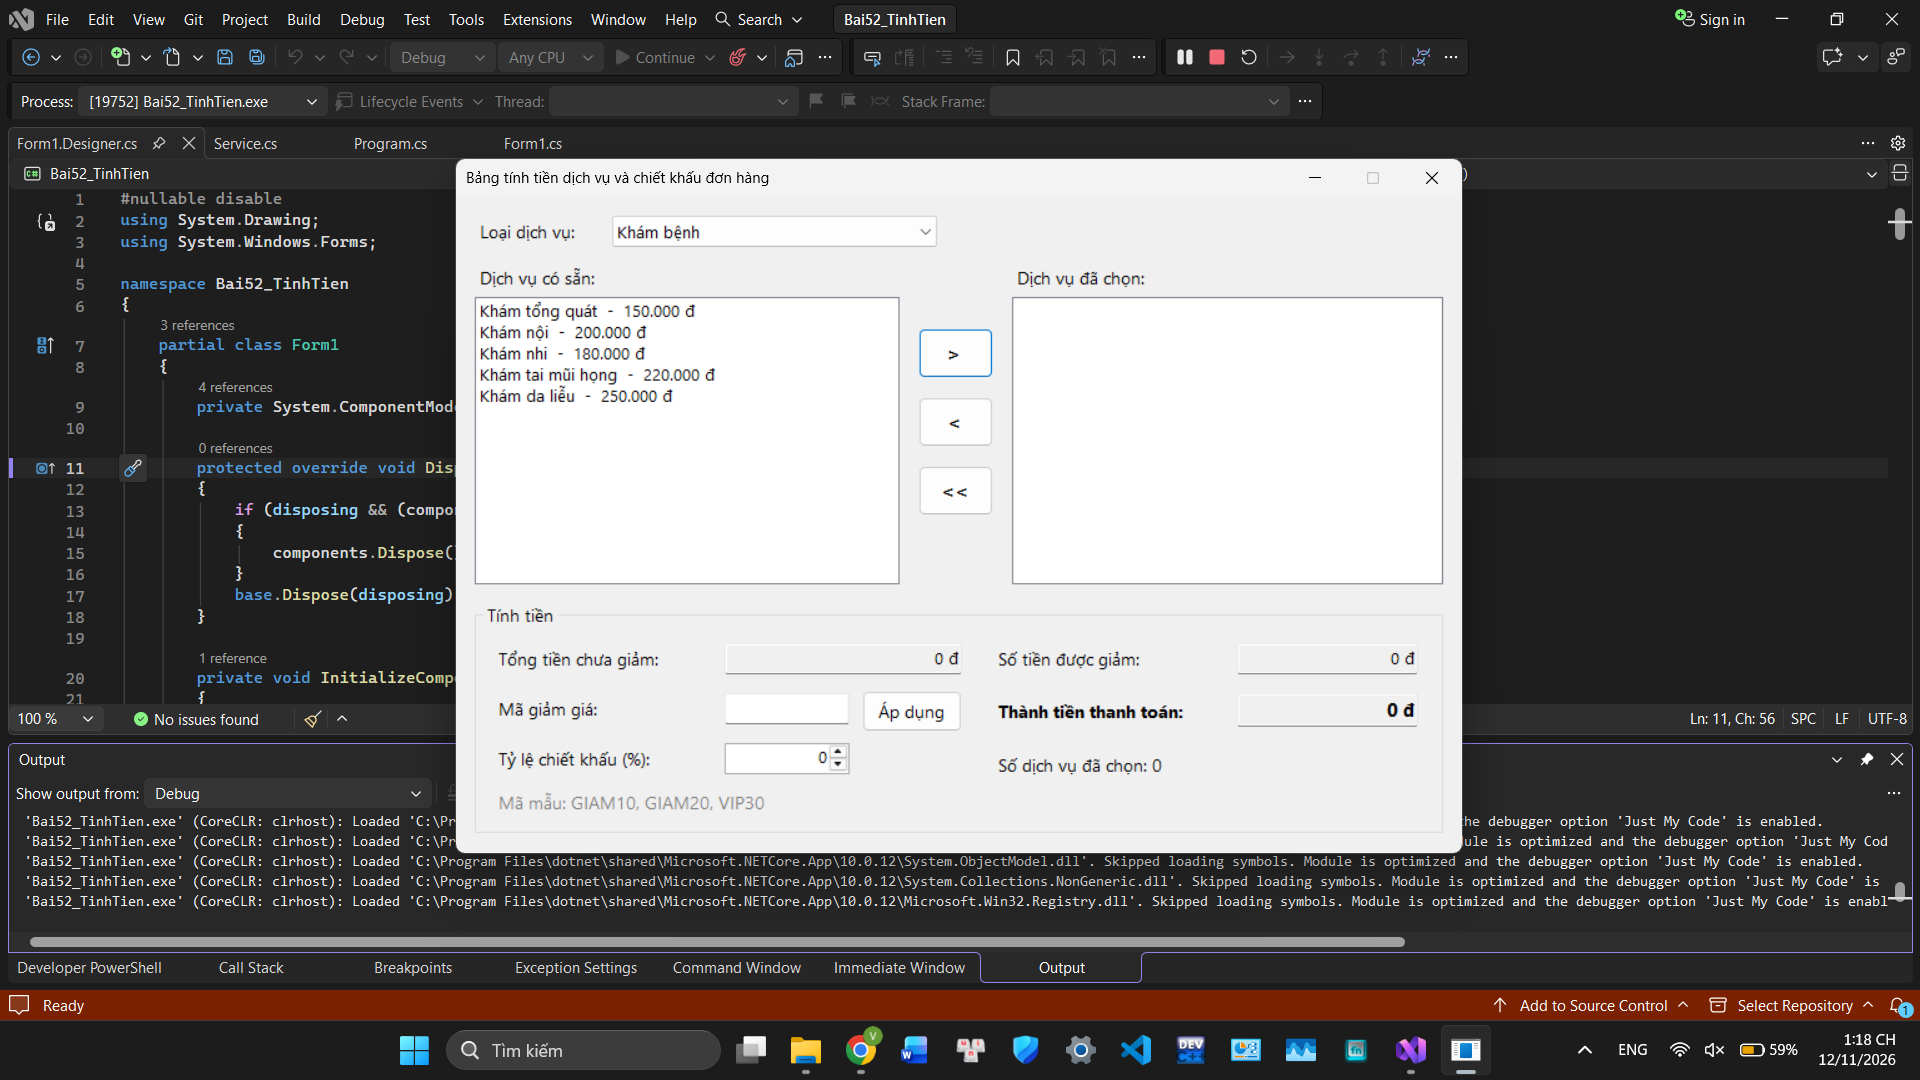 File Edit View Git Project Build Debug Test Tools Extensions Window Help Search Bai52_TinhTien Sign in
Debug Any CPU Continue
Process: [19752] Bai52_TinhTien.exe Lifecycle Events Thread: Stack Frame:
Form1.Designer.cs Service.cs Program.cs Form1.cs
Bai52_TinhTien
1 #nullable disable
2 using System.Drawing;
3 using System.Windows.Forms;
4
5 namespace Bai52_TinhTien
6 {
3 references
7 partial class Form1
8 {
4 references
9 private System.ComponentMod
10
0 references
11 protected override void Disp
12 {
13 if (disposing && (compo
14 {
15 components.Dispose(
16 }
17 base.Dispose(disposing)
18 }
19
1 reference
20 private void InitializeComp
21 {
100 % No issues found Ln: 11, Ch: 56 SPC LF UTF-8
Bảng tính tiền dịch vụ và chiết khấu đơn hàng
Loại dịch vụ: Khám bệnh
Dịch vụ có sẵn: Dịch vụ đã chọn:
Khám tổng quát - 150.000 đ
Khám nội - 200.000 đ
Khám nhi - 180.000 đ
Khám tai mũi họng - 220.000 đ
Khám da liễu - 250.000 đ
>
<
<<
Tính tiền
Tổng tiền chưa giảm: 0 đ Số tiền được giảm: 0 đ
Mã giảm giá: Áp dụng Thành tiền thanh toán: 0 đ
Tỷ lệ chiết khấu (%): 0 Số dịch vụ đã chọn: 0
Mã mẫu: GIAM10, GIAM20, VIP30
Output
Show output from: Debug
'Bai52_TinhTien.exe' (CoreCLR: clrhost): Loaded 'C:\Pr the debugger option 'Just My Code' is enabled.
'Bai52_TinhTien.exe' (CoreCLR: clrhost): Loaded 'C:\Pr le is optimized and the debugger option 'Just My Cod
'Bai52_TinhTien.exe' (CoreCLR: clrhost): Loaded 'C:\Program Files\dotnet\shared\Microsoft.NETCore.App\10.0.12\System.ObjectModel.dll'. Skipped loading symbols. Module is optimized and the debugger option 'Just My Code' is enabled.
'Bai52_TinhTien.exe' (CoreCLR: clrhost): Loaded 'C:\Program Files\dotnet\shared\Microsoft.NETCore.App\10.0.12\System.Collections.NonGeneric.dll'. Skipped loading symbols. Module is optimized and the debugger option 'Just My Code' is
'Bai52_TinhTien.exe' (CoreCLR: clrhost): Loaded 'C:\Program Files\dotnet\shared\Microsoft.NETCore.App\10.0.12\Microsoft.Win32.Registry.dll'. Skipped loading symbols. Module is optimized and the debugger option 'Just My Code' is enabl
Developer PowerShell Call Stack Breakpoints Exception Settings Command Window Immediate Window Output
Ready Add to Source Control Select Repository 1
Tìm kiếm V W DEV ENG 59% 1:18 CH
12/11/2026